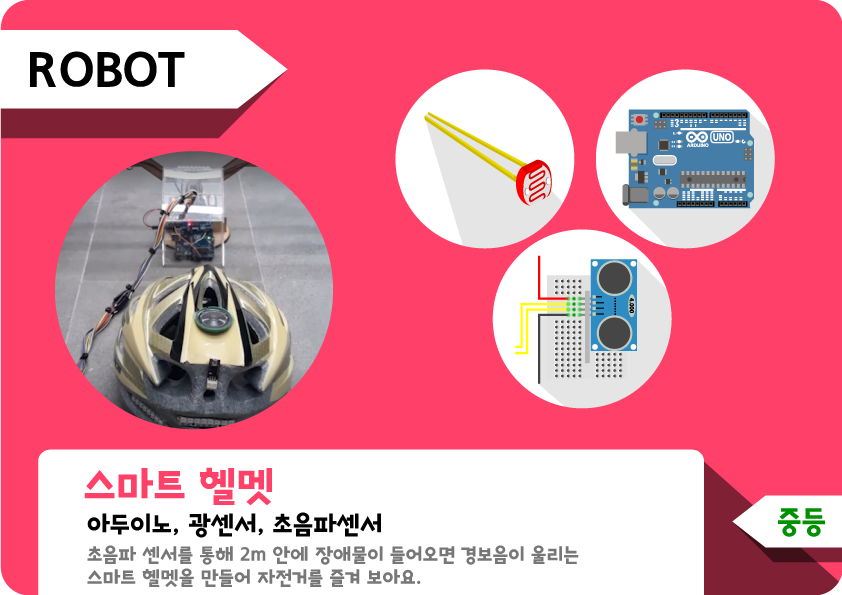 ROBOT
ARDUINO
UNO
스마트 헬멧
아두이노, 광센서, 초음파센서
초음파 센서를 통해 2m 안에 장애물이 들어오면 경보음이 울리는
스마트 헬멧을 만들어 자전거를 즐겨 보아요.
중등